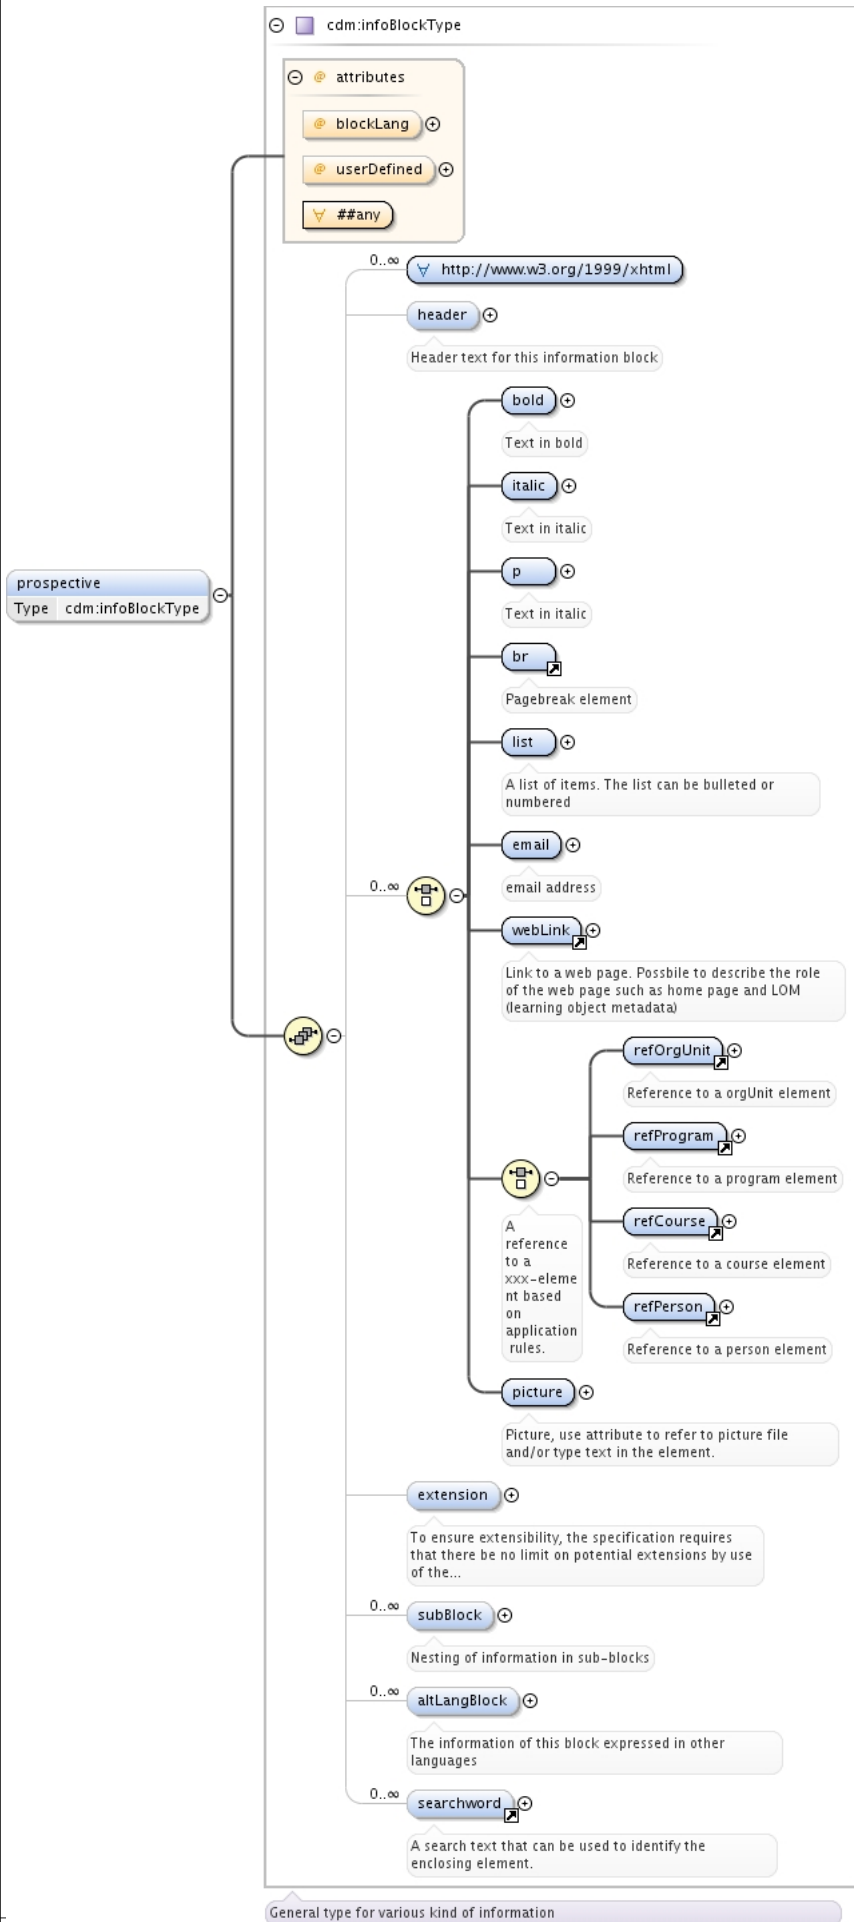 cdm:infoBlockType
attributes
blockLang
userDefined
##any
0..∞
http://www.w3.org/1999/xhtml
header
Header text for this information block
bold
Text in bold
italic
Text in italic
p
Text in italic
prospective
Type cdm:infoBlockType
br
Pagebreak element
list
A list of items. The list can be bulleted or
numbered
email
0..∞
email address
webLink
Link to a web page. Possbile to describe the role
of the web page such as home page and LOM
(learning object metadata)
refOrgUnit
Reference to a orgUnit element
refProgram
Reference to a program element
refCourse
Reference to a course element
refPerson
Reference to a person element
A
reference
to a
xxx-eleme
nt based
on
application
rules.
picture
Picture, use attribute to refer to picture file
and/or type text in the element.
extension
To ensure extensibility, the specification requires
that there be no limit on potential extensions by use
of the...
0..∞
subBlock
Nesting of information in sub-blocks
0..∞
altLangBlock
The information of this block expressed in other
languages
0..∞
searchword
A search text that can be used to identify the
enclosing element.
General type for various kind of information